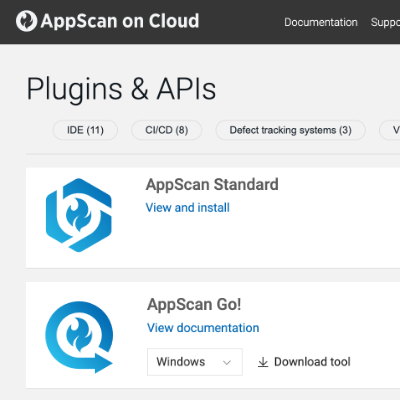 AppScan on Cloud
Documentation
Plugins & APIs
IDE (11)
CI/CD (8)
Defect tracking systems (3)
AppScan Standard
View and install
AppScan Go!
View documentation
Windows
Download tool